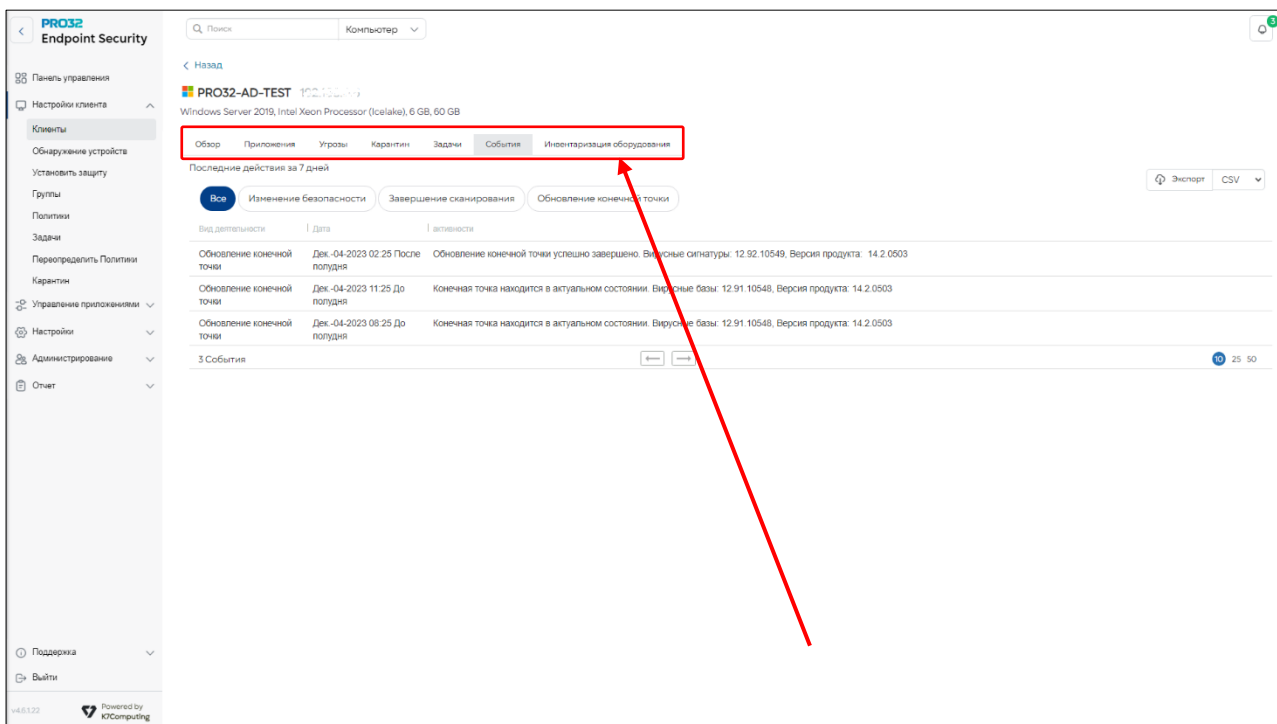 PRO32
Endpoint Security
Поиск
Компьютер
3
Назад
Панель управления
PRO32-AD-TEST
Настройки клиента
Windows Server 2019, Intel Xeon Processor (Icelake), 6 GB, 60 GB
Клиенты
Обнаружение устройств
Установить защиту
Группы
Политики
Задачи
Переопределить Политики
Карантин
Управление приложениями
Настройки
Администрирование
Отчет
Обзор Приложения Угрозы Карантин Задачи События Инвентаризация оборудования
Последние действия за 7 дней
Экспорт CSV
Все Изменение безопасности Завершение сканирования Обновление конечной точки
Вид деятельности Дата активности
Обновление конечной Дек.-04-2023 02:25 После Обновление конечной точки успешно завершено. Вирусные сигнатуры: 12.92.10549, Версия продукта: 14.2.0503
точки полудня
Обновление конечной Дек.-04-2023 11:25 До Конечная точка находится в актуальном состоянии. Вирусные базы: 12.91.10548, Версия продукта: 14.2.0503
точки полудня
Обновление конечной Дек.-04-2023 08:25 До Конечная точка находится в актуальном состоянии. Вирусные базы: 12.91.10548, Версия продукта: 14.2.0503
точки полудня
3 События
10 25 50
Поддержка
Выйти
Powered by
K7Computing